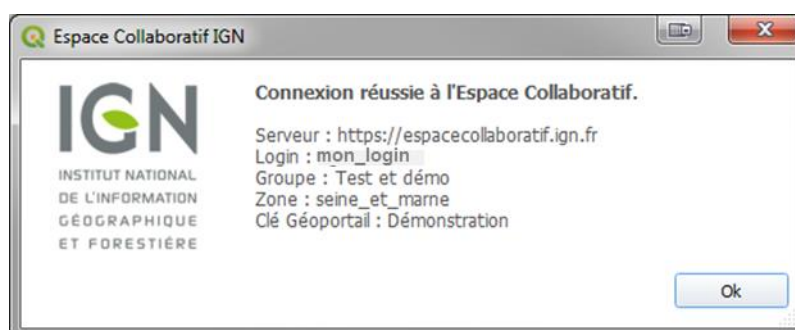 Espace Collaboratif IGN
IGN
INSTITUT NATIONAL
DE L'INFORMATION
GÉOGRAPHIQUE
ET FORESTIÈRE
Connexion réussie à l'Espace Collaboratif.
Serveur : https://espacecollaboratif.ign.fr
Login : mon_login
Groupe : Test et démo
Zone : seine_et_marne
Clé Géoportail : Démonstration
Ok